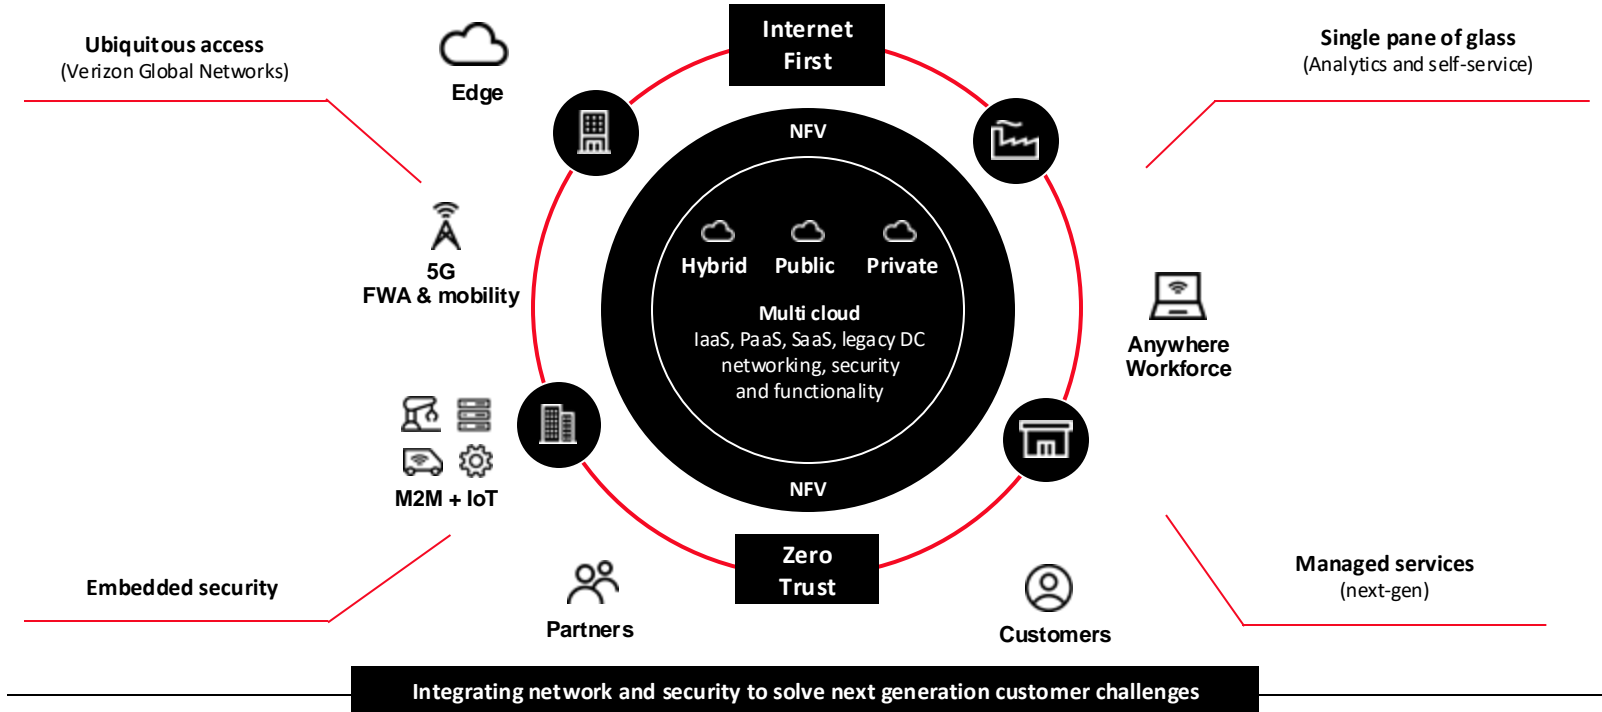 Internet
First
Ubiquitous access
(Verizon Global Networks)
Edge
Single pane of glass
(Analytics and self-service)
NFV
5G
FWA & mobility
Hybrid
Public
Private
Multi cloud
IaaS, PaaS, SaaS, legacy DC
networking, security
and functionality
Anywhere
Workforce
M2M + IoT
NFV
Zero
Trust
Embedded security
Partners
Customers
Managed services
(next-gen)
Integrating network and security to solve next generation customer challenges